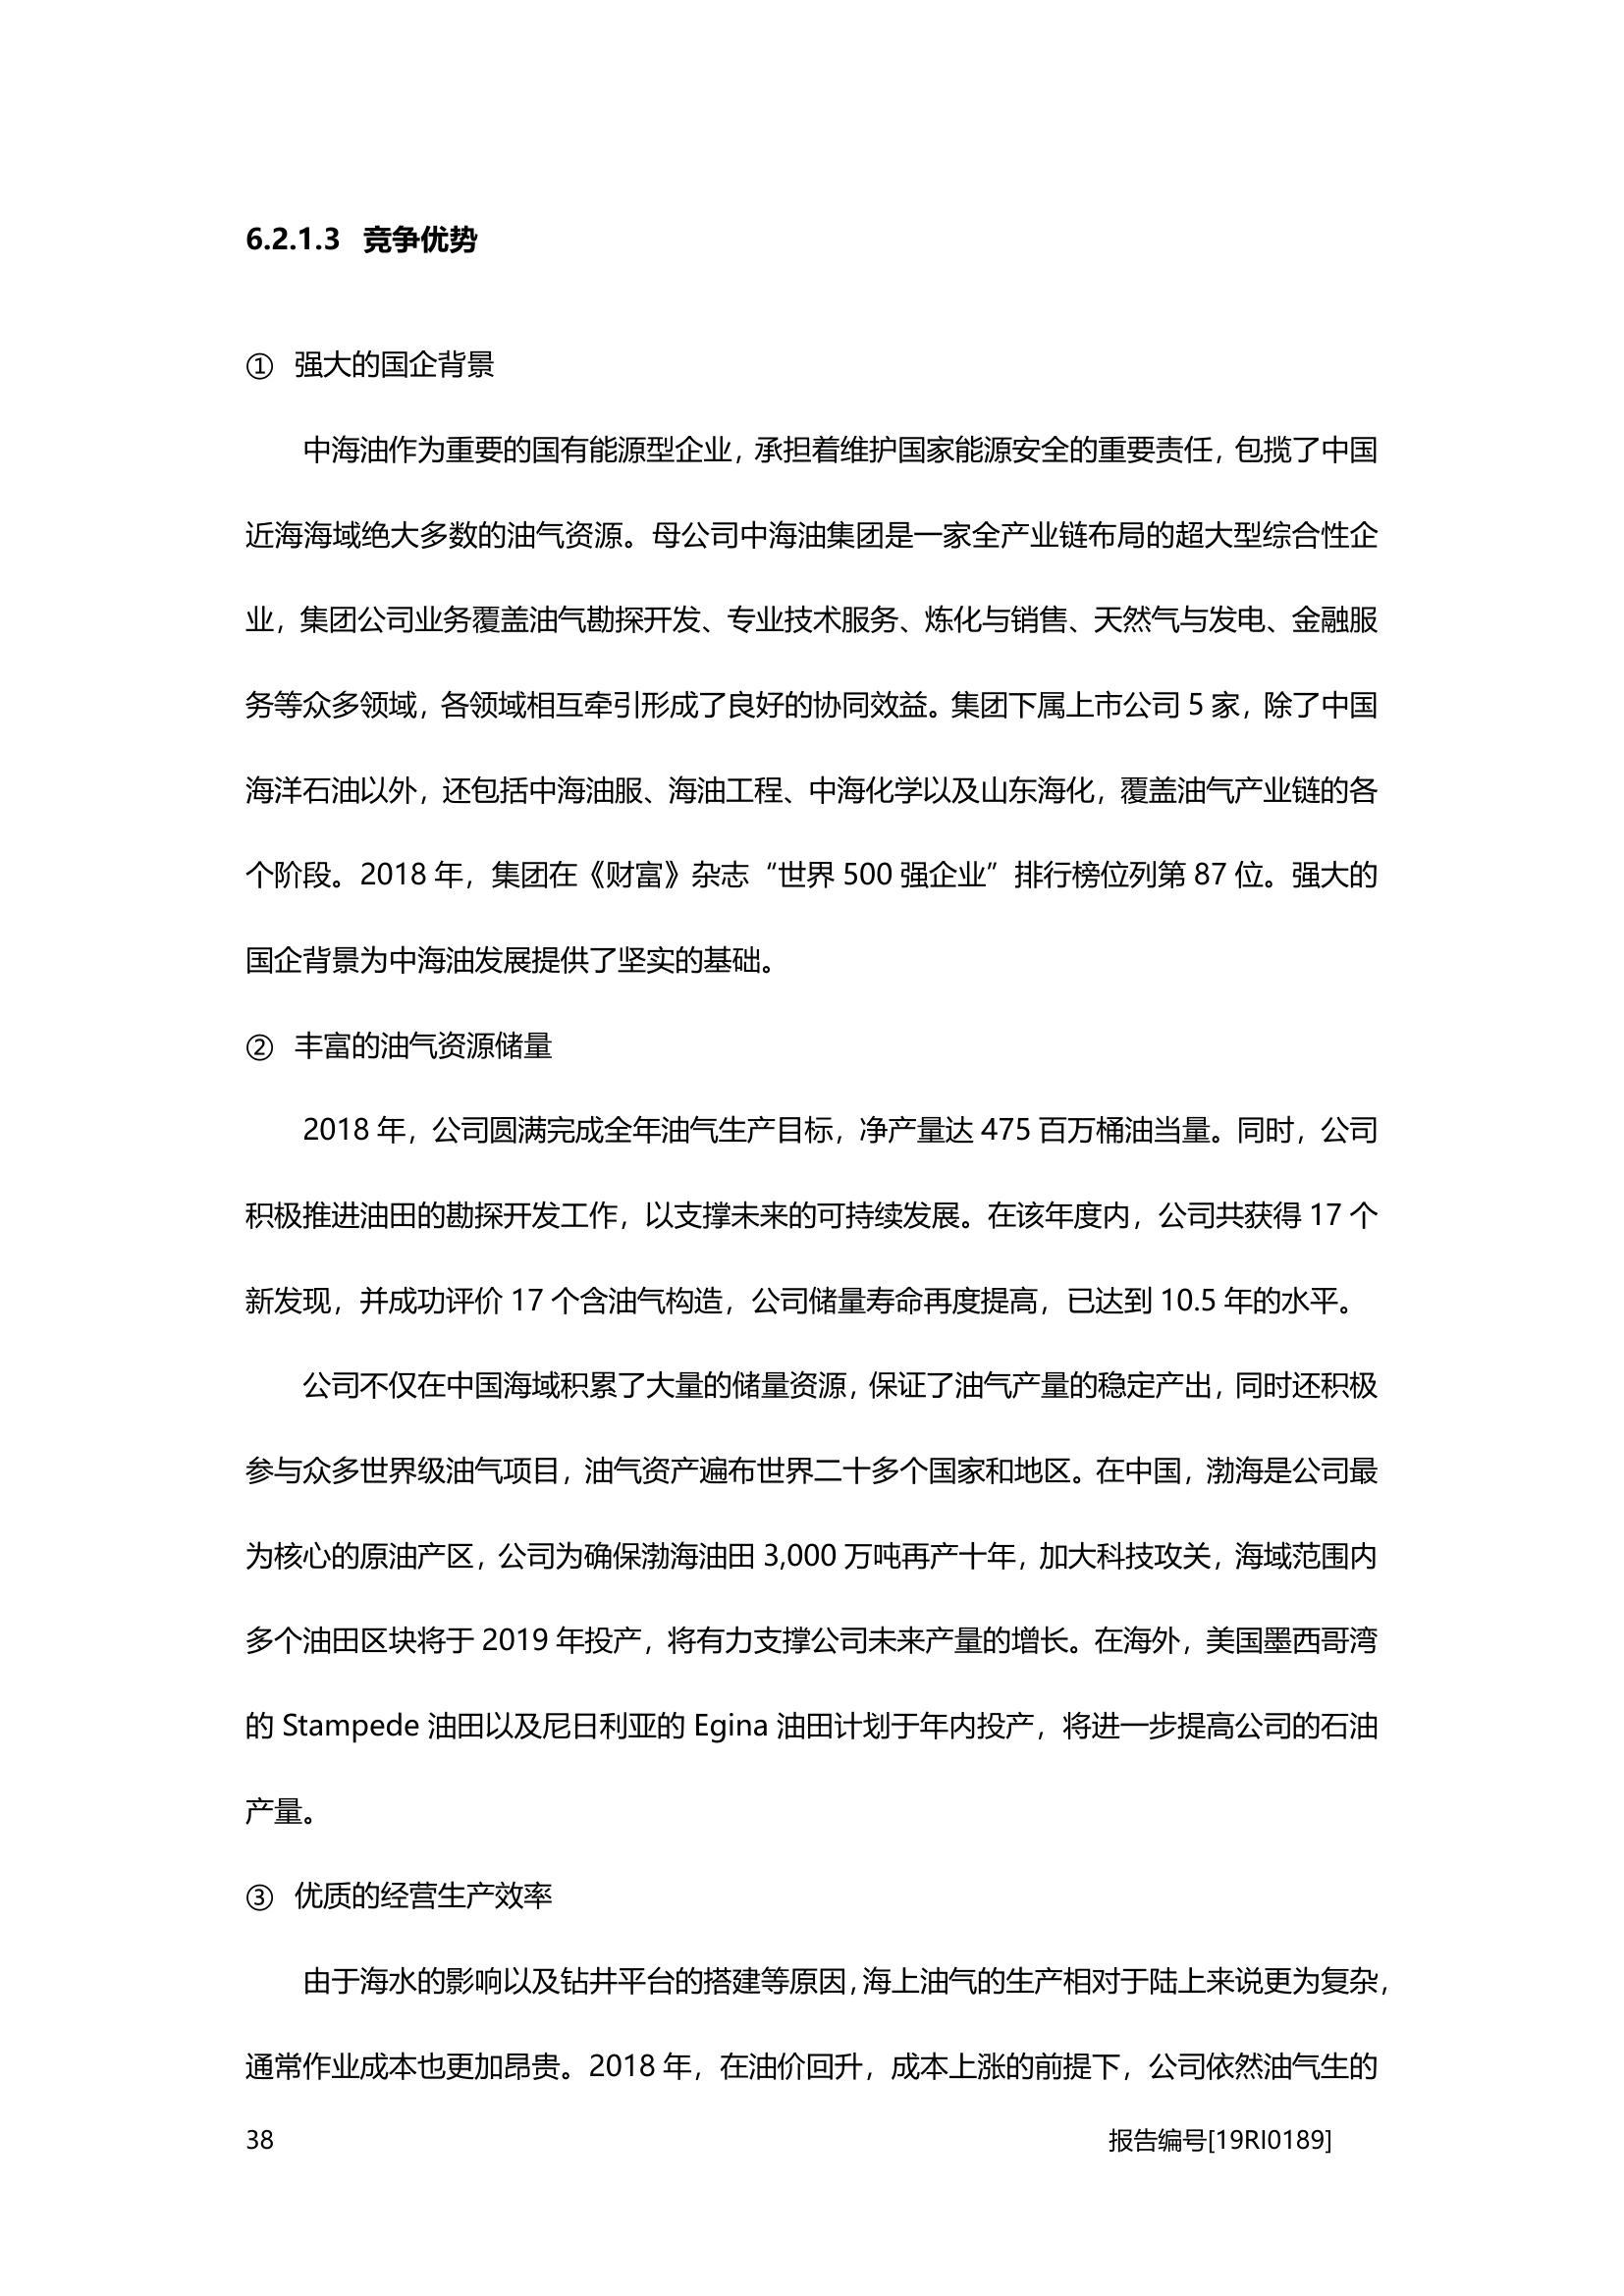 6.2.1.3 竞争优势
① 强大的国企背景
中海油作为重要的国有能源型企业，承担着维护国家能源安全的重要责任，包揽了中国
近海海域绝大多数的油气资源。母公司中海油集团是一家全产业链布局的超大型综合性企
业，集团公司业务覆盖油气勘探开发、专业技术服务、炼化与销售、天然气与发电、金融服
务等众多领域，各领域相互牵引形成了良好的协同效益。集团下属上市公司 5 家，除了中国
海洋石油以外，还包括中海油服、海油工程、中海化学以及山东海化，覆盖油气产业链的各
个阶段。2018 年，集团在《财富》杂志“世界 500 强企业”排行榜位列第 87 位。强大的
国企背景为中海油发展提供了坚实的基础。
② 丰富的油气资源储量
2018 年，公司圆满完成全年油气生产目标，净产量达 475 百万桶油当量。同时，公司
积极推进油田的勘探开发工作，以支撑未来的可持续发展。在该年度内，公司共获得 17 个
新发现，并成功评价 17 个含油气构造，公司储量寿命再度提高，已达到 10.5 年的水平。
公司不仅在中国海域积累了大量的储量资源，保证了油气产量的稳定产出，同时还积极
参与众多世界级油气项目，油气资产遍布世界二十多个国家和地区。在中国，渤海是公司最
为核心的原油产区，公司为确保渤海油田 3,000 万吨再产十年，加大科技攻关，海域范围内
多个油田区块将于 2019 年投产，将有力支撑公司未来产量的增长。在海外，美国墨西哥湾
的 Stampede 油田以及尼日利亚的 Egina 油田计划于年内投产，将进一步提高公司的石油
产量。
③ 优质的经营生产效率
由于海水的影响以及钻井平台的搭建等原因，海上油气的生产相对于陆上来说更为复杂，
通常作业成本也更加昂贵。2018 年，在油价回升，成本上涨的前提下，公司依然油气生的
38 报告编号[19RI0189]